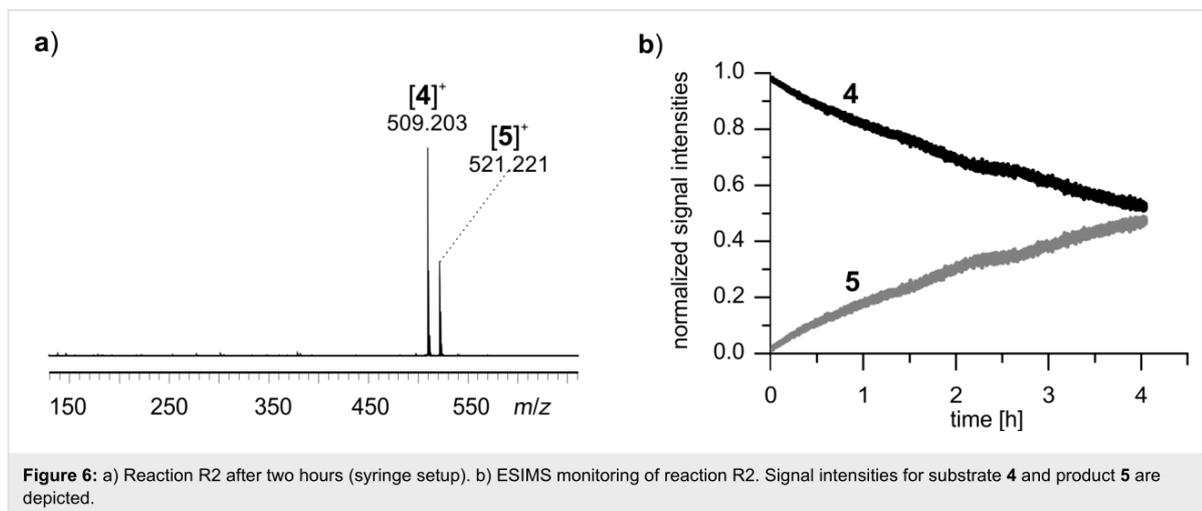 a)
[4]+
509.203
[5]+
521.221
150 250 350 450 550 m/z
b)
normalized signal intensities
1.0
0.8
0.6
0.4
0.2
0.0
4
5
0 1 2 3 4
time [h]
Figure 6: a) Reaction R2 after two hours (syringe setup). b) ESIMS monitoring of reaction R2. Signal intensities for substrate 4 and product 5 are
depicted.